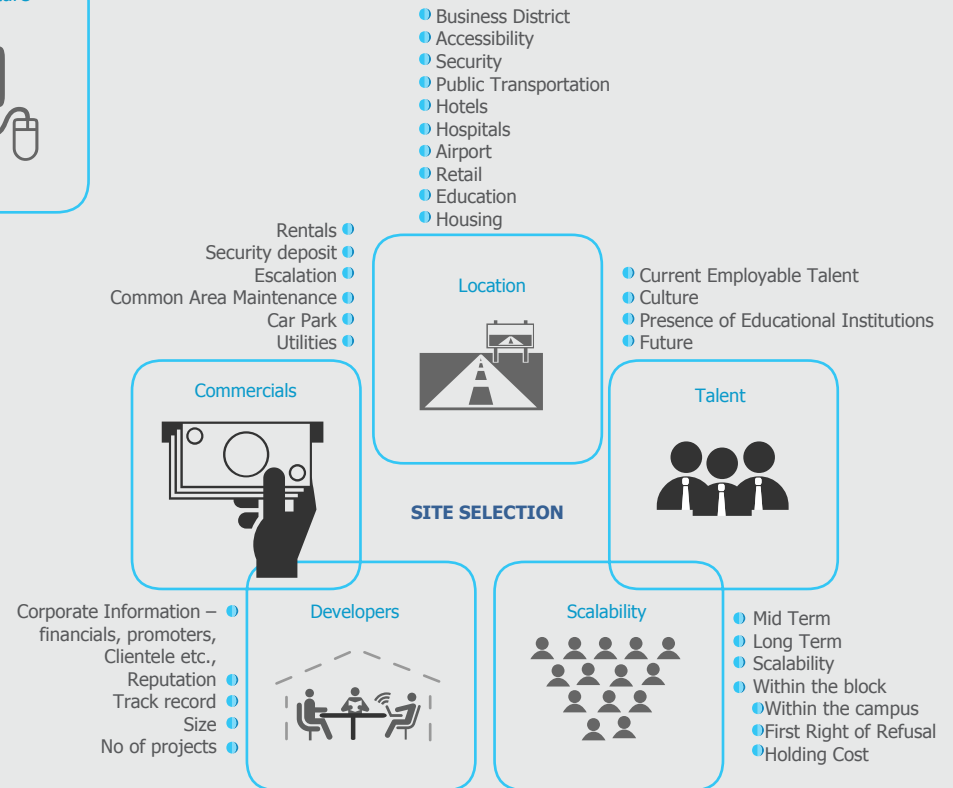 Business District
Accessibility
Security
Public Transportation
Hotels
Hospitals
Airport
Retail
Education
Housing
Rentals
Security deposit
Escalation
Common Area Maintenance
Car Park
Utilities
Location
Current Employable Talent
Culture
Presence of Educational Institutions
Future
Commercials
Talent
SITE SELECTION
Corporate Information –
financials, promoters,
Clientele etc.,
Reputation
Track record
Size
No of projects
Developers
Scalability
Mid Term
Long Term
Scalability
Within the block
Within the campus
First Right of Refusal
Holding Cost